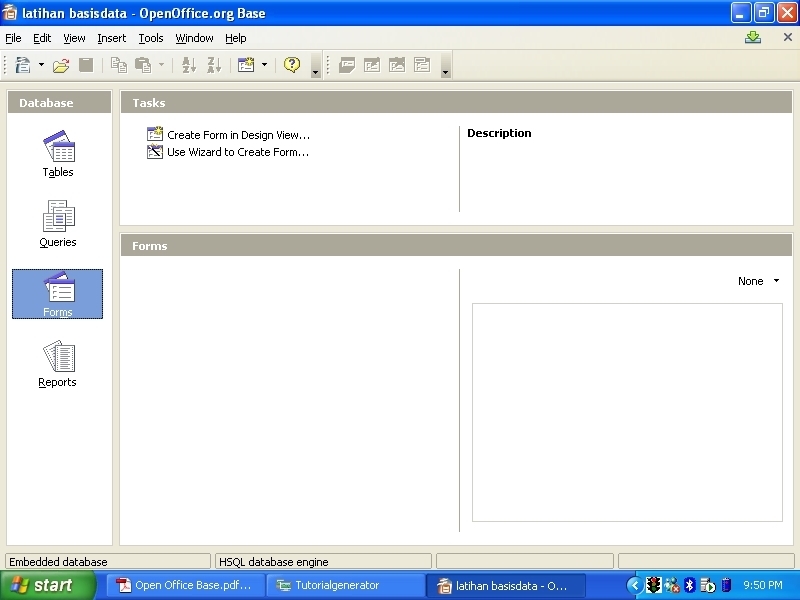 latihan basisdata - OpenOffice.org Base
File Edit View Insert Tools Window Help
Database
Tables
Queries
Forms
Reports
Tasks
Create Form in Design View...
Use Wizard to Create Form...
Description
Forms
None
Embedded database
HSQL database engine
start
Open Office Base.pdf...
Tutorialgenerator
latihan basisdata - O...
9:50 PM